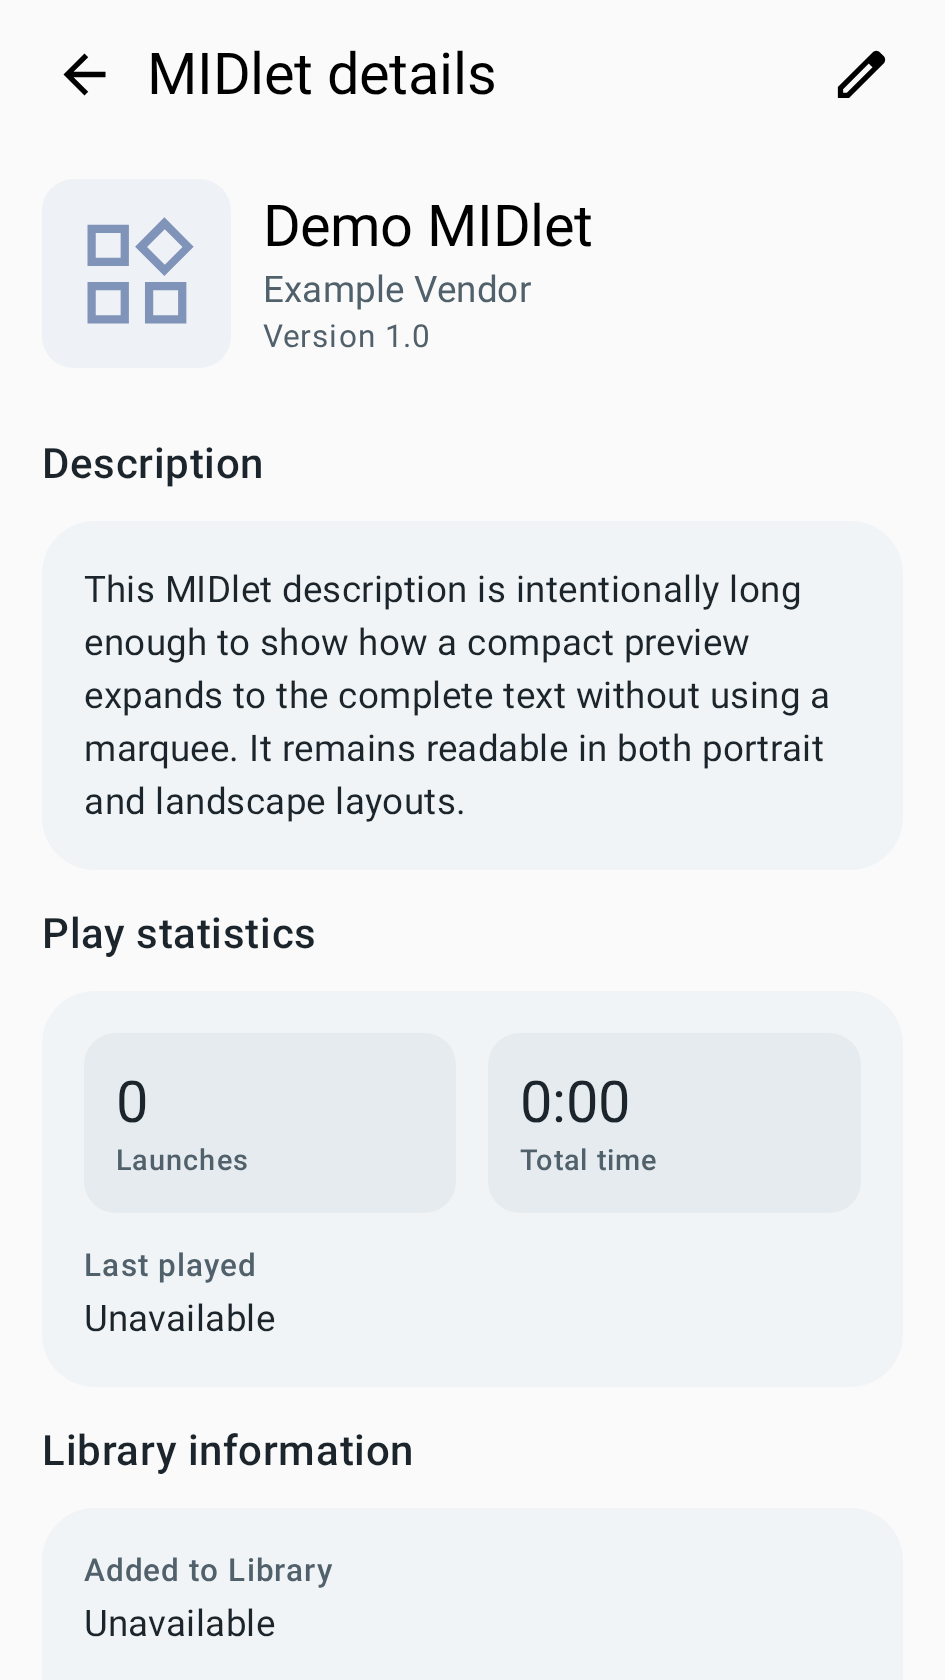 MIDlet details
Demo MIDlet
Example Vendor
Version 1.0
Description
This MIDlet description is intentionally long
enough to show how a compact preview
expands to the complete text without using a
marquee. It remains readable in both portrait
and landscape layouts.
Play statistics
0
Launches
0:00
Total time
Last played
Unavailable
Library information
Added to Library
Unavailable